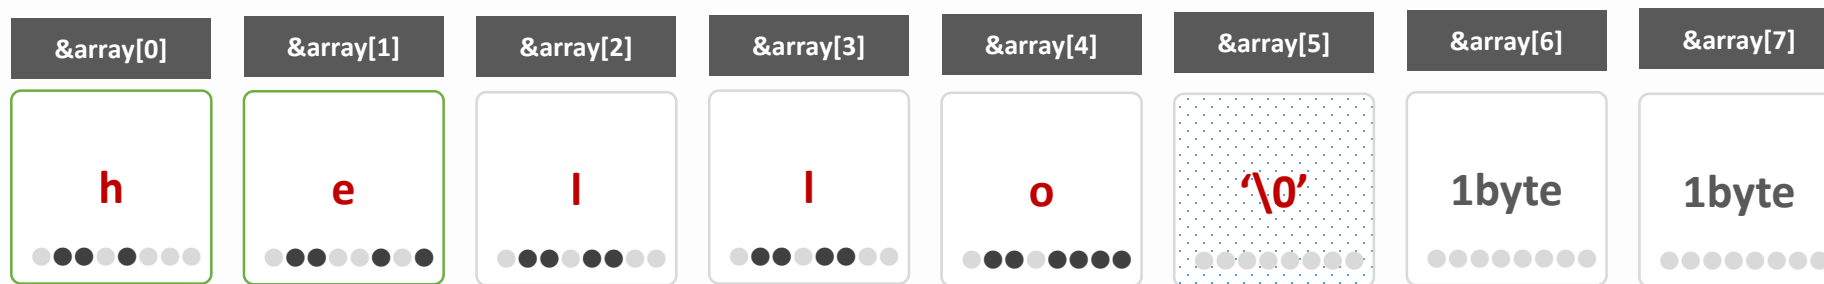 &array[0] &array[1] &array[2] &array[3] &array[4] &array[5] &array[6] &array[7]
h e l l o ‘\0’ 1byte 1byte